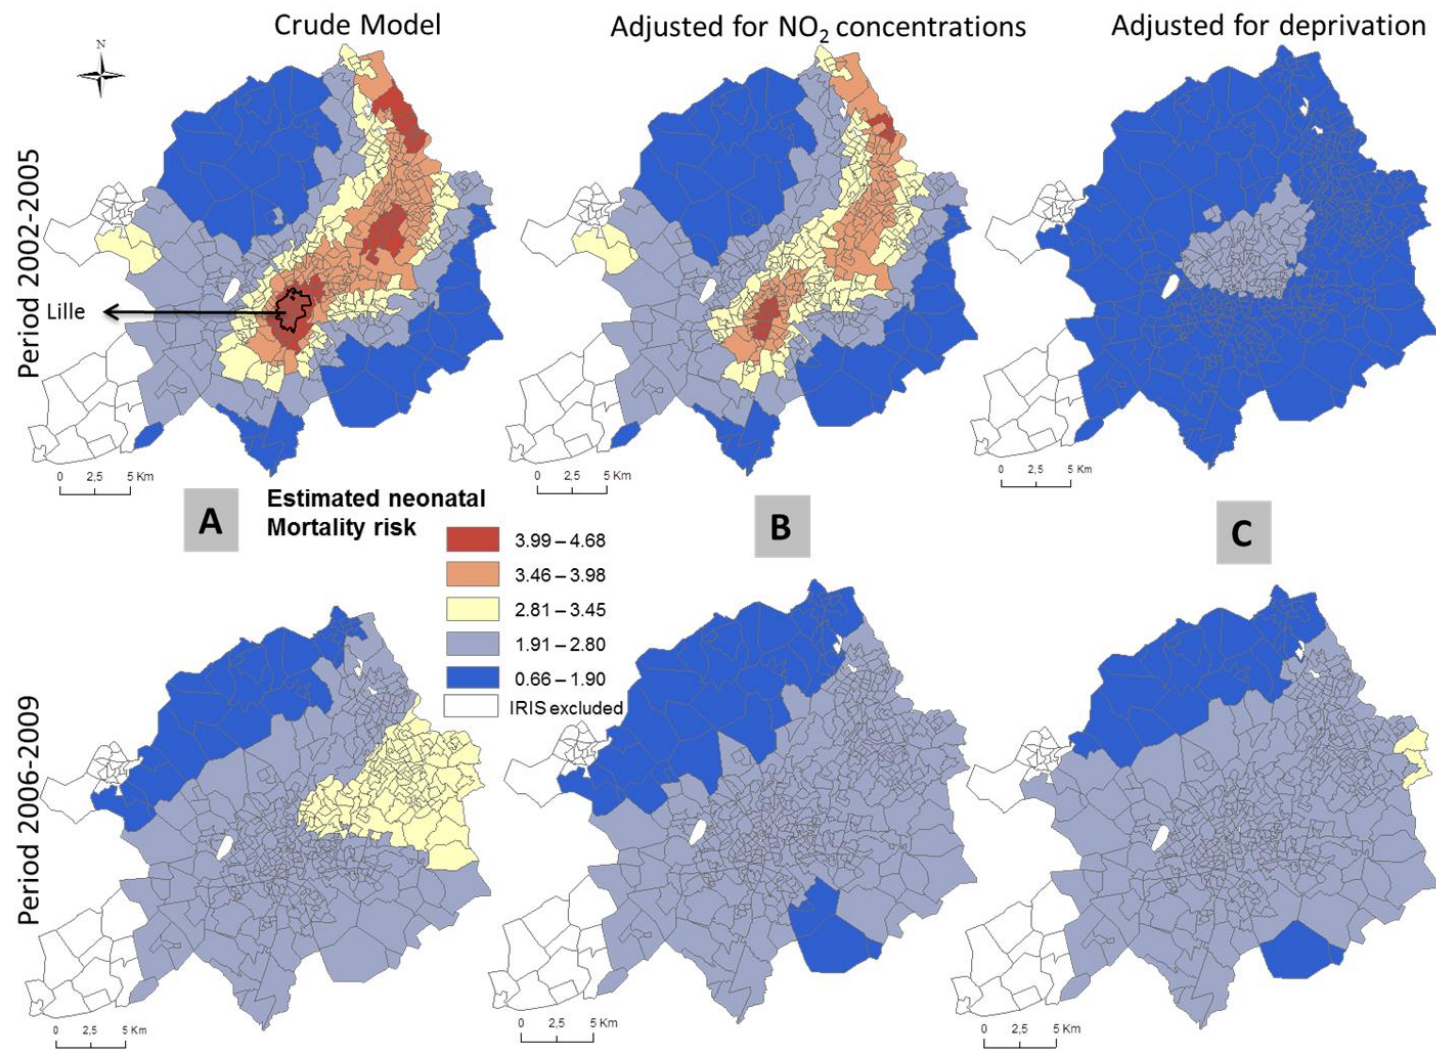 Crude Model
Adjusted for NO₂ concentrations
Adjusted for deprivation
N
Period 2002-2005
Lille
0 2,5 5 Km
0 2,5 5 Km
0 2,5 5 Km
A
Estimated neonatal
Mortality risk
B
C
3.99 – 4.68
3.46 – 3.98
2.81 – 3.45
1.91 – 2.80
0.66 – 1.90
IRIS excluded
Period 2006-2009
0 2,5 5 Km
0 2,5 5 Km
0 2,5 5 Km